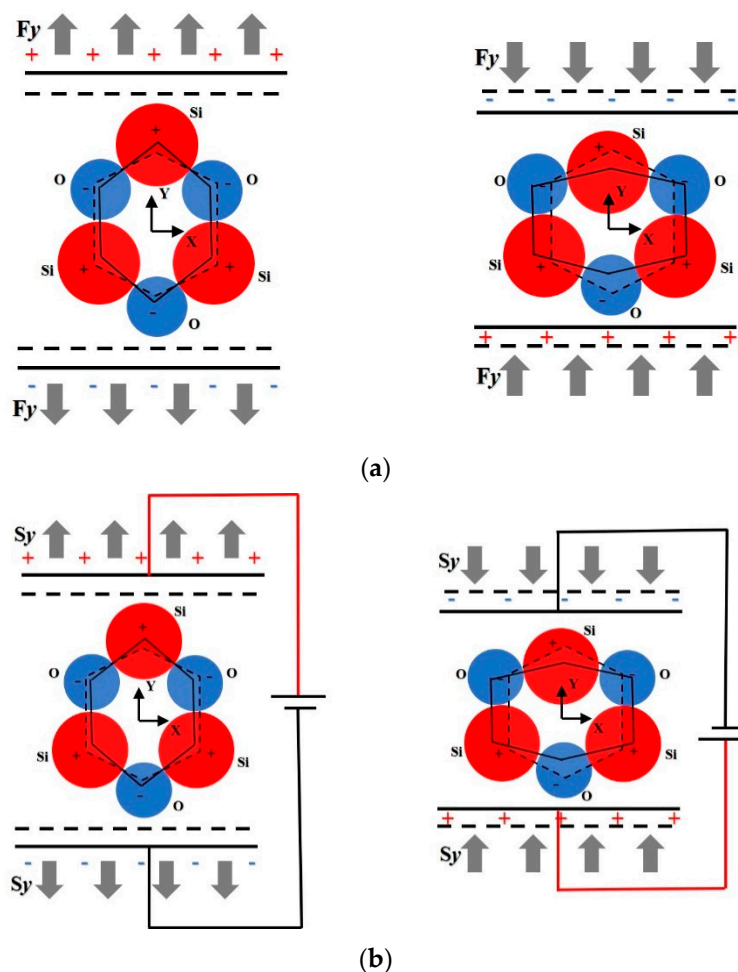 Fy
+ + + + +
Si
+
O - - O
Y
X
Si + + Si
-
O
- - - - -
Fy
Fy
- - - - -
Si
+
O - - O
Y
X
Si + + Si
-
O
+ + + + +
Fy
(a)
Sy
+ + + + +
Si
+
O - - O
Y
X
Si + + Si
-
O
- - - - -
Sy
Sy
- - - - -
Si
+
O - - O
Y
X
Si + + Si
-
O
+ + + + +
Sy
(b)